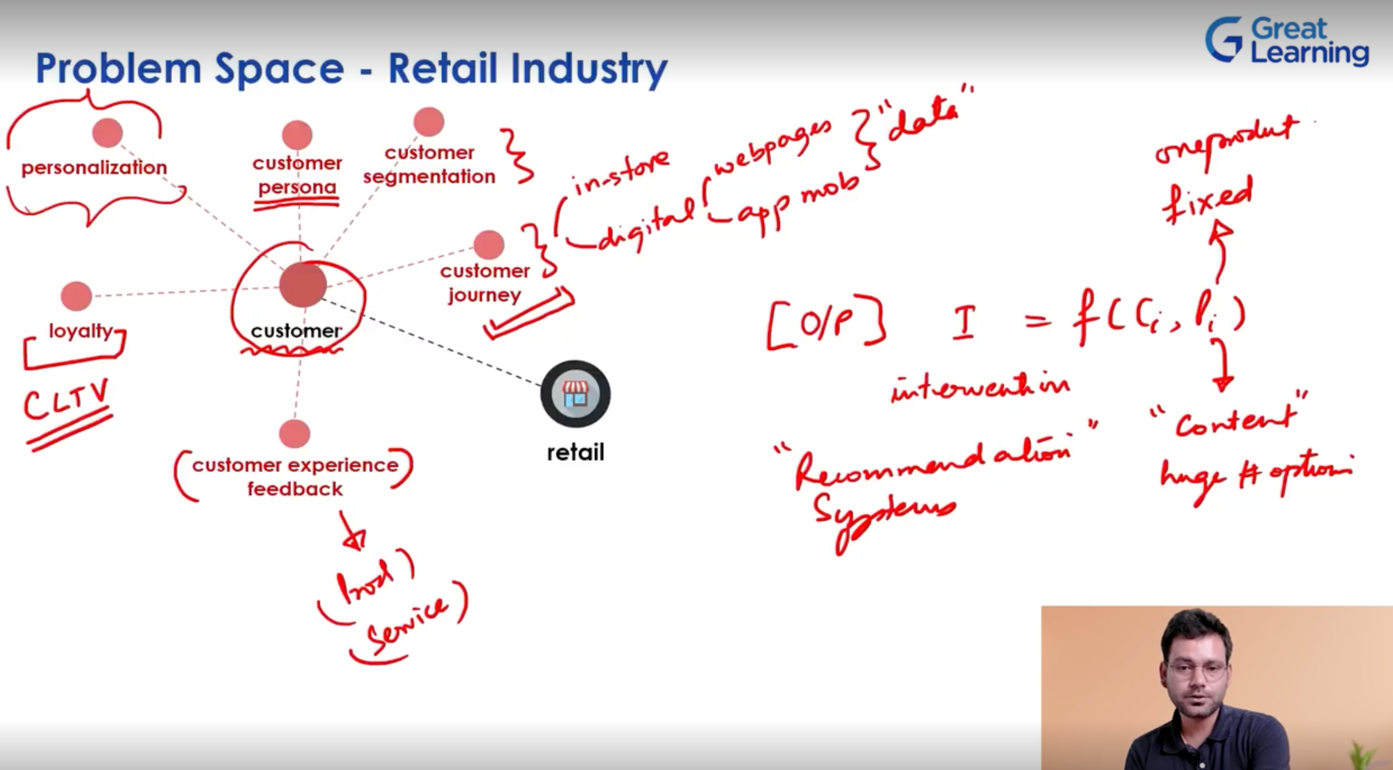 Great
Learning
Problem Space - Retail Industry
personalization
customer
persona
customer
segmentation
in-store
digital
webpages
app mob
"data"
customer
journey
loyalty
CLTV
customer
retail
customer experience
feedback
(Prod)
(Service)
one product
fixed
[O/P] I = f(Ci, Pi)
intervention
"Recommendation"
Systems
"Content"
huge # options